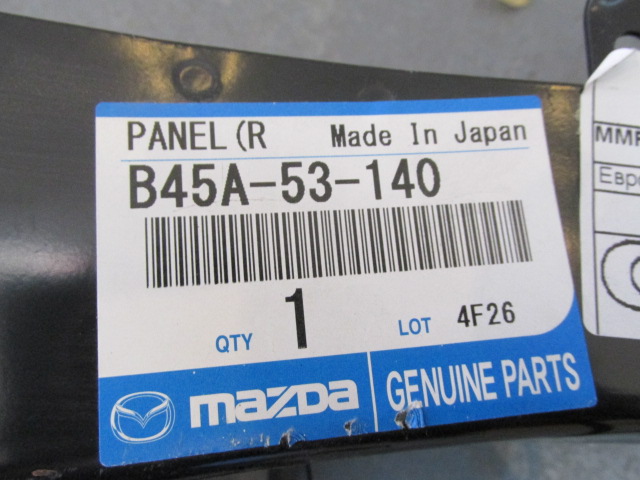 PANEL(R Made In Japan
B45A-53-140
QTY 1 LOT 4F26
mazda GENUINE PARTS